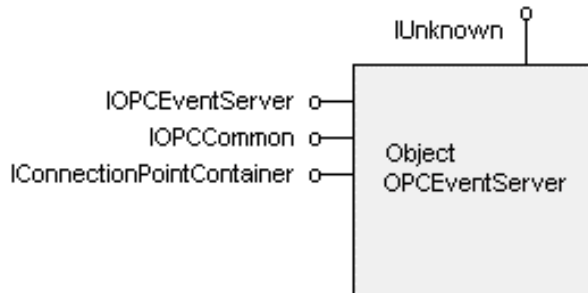 IUnknown
IOPCEventServer
IOPCCommon
IConnectionPointContainer
Object
OPCEventServer